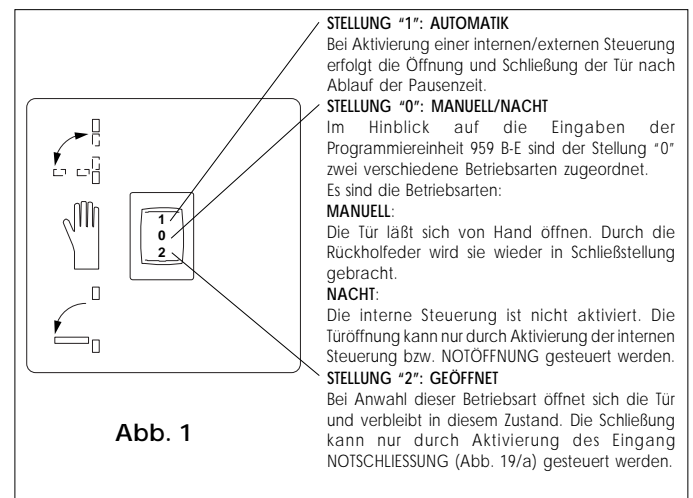 STELLUNG “1”: AUTOMATIK
Bei Aktivierung einer internen/externen Steuerung
erfolgt die Öffnung und Schließung der Tür nach
Ablauf der Pausenzeit.
STELLUNG “0”: MANUELL/NACHT
Im Hinblick auf die Eingaben der
Programmiereinheit 959 B-E sind der Stellung “0”
zwei verschiedene Betriebsarten zugeordnet.
Es sind die Betriebsarten:
MANUELL:
Die Tür läßt sich von Hand öffnen. Durch die
Rückholfeder wird sie wieder in Schließstellung
gebracht.
NACHT:
Die interne Steuerung ist nicht aktiviert. Die
Türöffnung kann nur durch Aktivierung der internen
Steuerung bzw. NOTÖFFNUNG gesteuert werden.
STELLUNG “2”: GEÖFFNET
Bei Anwahl dieser Betriebsart öffnet sich die Tür
und verbleibt in diesem Zustand. Die Schließung
kann nur durch Aktivierung des Eingang
NOTSCHLIESSUNG (Abb. 19/a) gesteuert werden.
1
0
2
Abb. 1